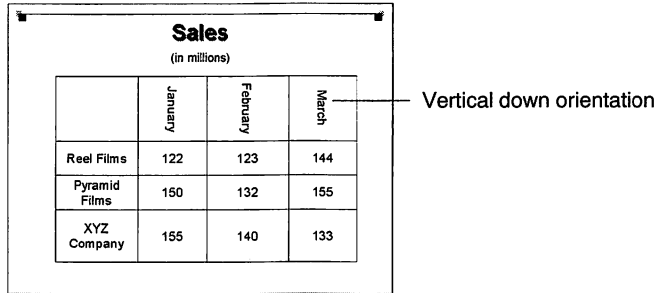 Sales
(in millions)
January February March
Vertical down orientation
Reel Films 122 123 144
Pyramid
Films 150 132 155
XYZ
Company 155 140 133